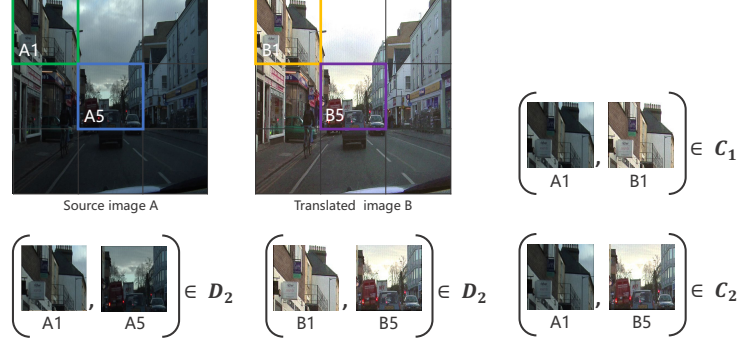 A1
A5
Source image A
B1
B5
Translated image B
( , ) ∈ C₁
A1 B1
( , ) ∈ D₂
A1 A5
( , ) ∈ D₂
B1 B5
( , ) ∈ C₂
A1 B5